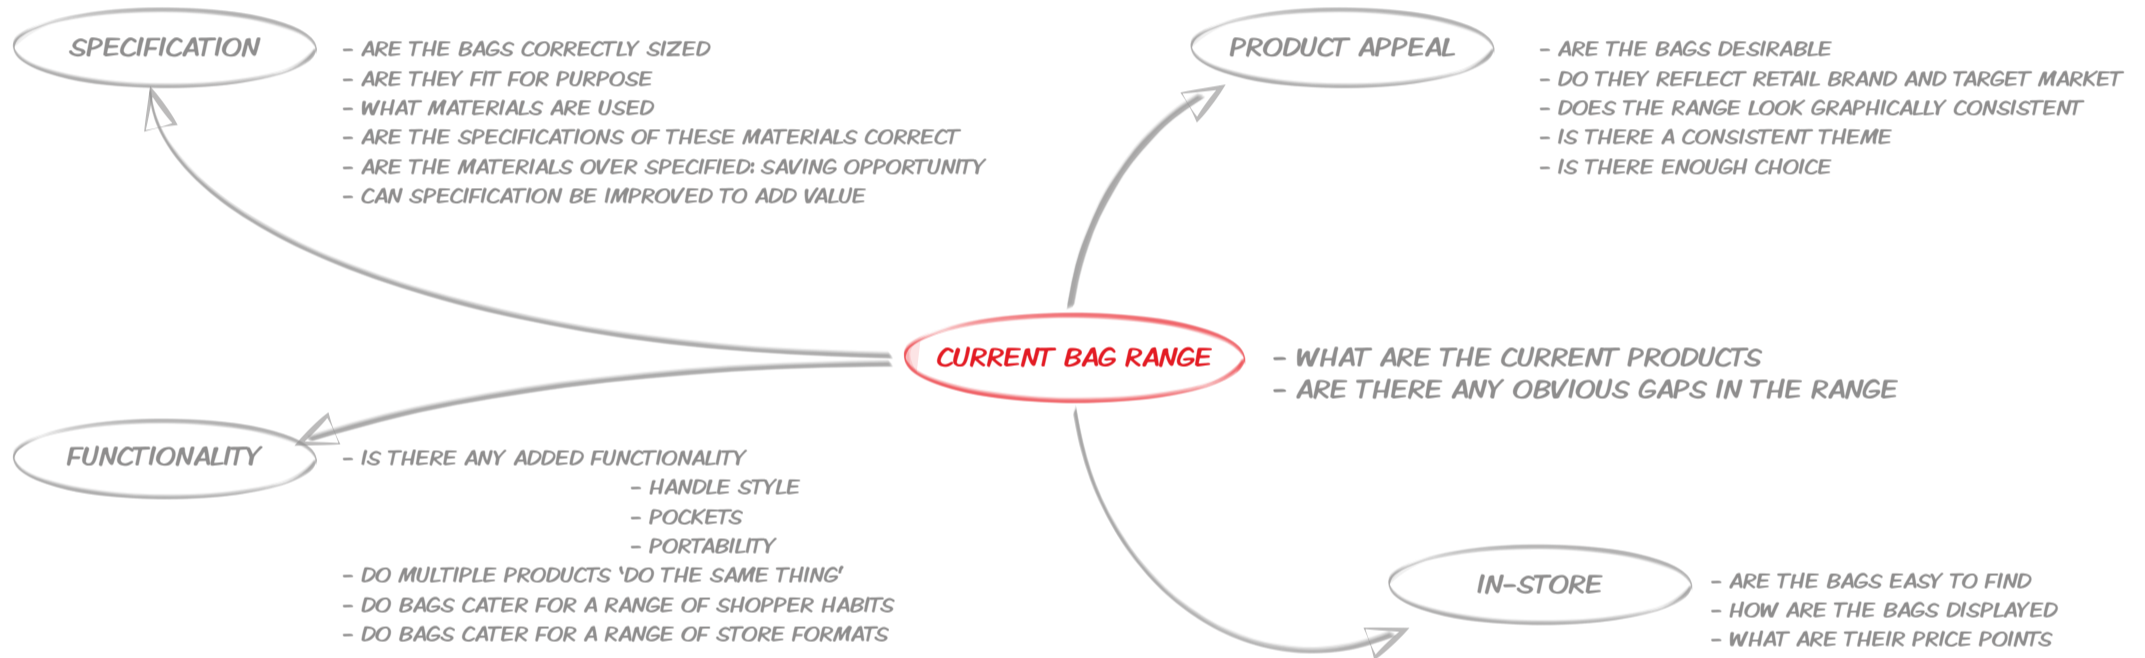 SPECIFICATION
- ARE THE BAGS CORRECTLY SIZED
- ARE THEY FIT FOR PURPOSE
- WHAT MATERIALS ARE USED
- ARE THE SPECIFICATIONS OF THESE MATERIALS CORRECT
- ARE THE MATERIALS OVER SPECIFIED: SAVING OPPORTUNITY
- CAN SPECIFICATION BE IMPROVED TO ADD VALUE
PRODUCT APPEAL
- ARE THE BAGS DESIRABLE
- DO THEY REFLECT RETAIL BRAND AND TARGET MARKET
- DOES THE RANGE LOOK GRAPHICALLY CONSISTENT
- IS THERE A CONSISTENT THEME
- IS THERE ENOUGH CHOICE
CURRENT BAG RANGE
- WHAT ARE THE CURRENT PRODUCTS
- ARE THERE ANY OBVIOUS GAPS IN THE RANGE
FUNCTIONALITY
- IS THERE ANY ADDED FUNCTIONALITY
- HANDLE STYLE
- POCKETS
- PORTABILITY
- DO MULTIPLE PRODUCTS ‘DO THE SAME THING’
- DO BAGS CATER FOR A RANGE OF SHOPPER HABITS
- DO BAGS CATER FOR A RANGE OF STORE FORMATS
IN-STORE
- ARE THE BAGS EASY TO FIND
- HOW ARE THE BAGS DISPLAYED
- WHAT ARE THEIR PRICE POINTS